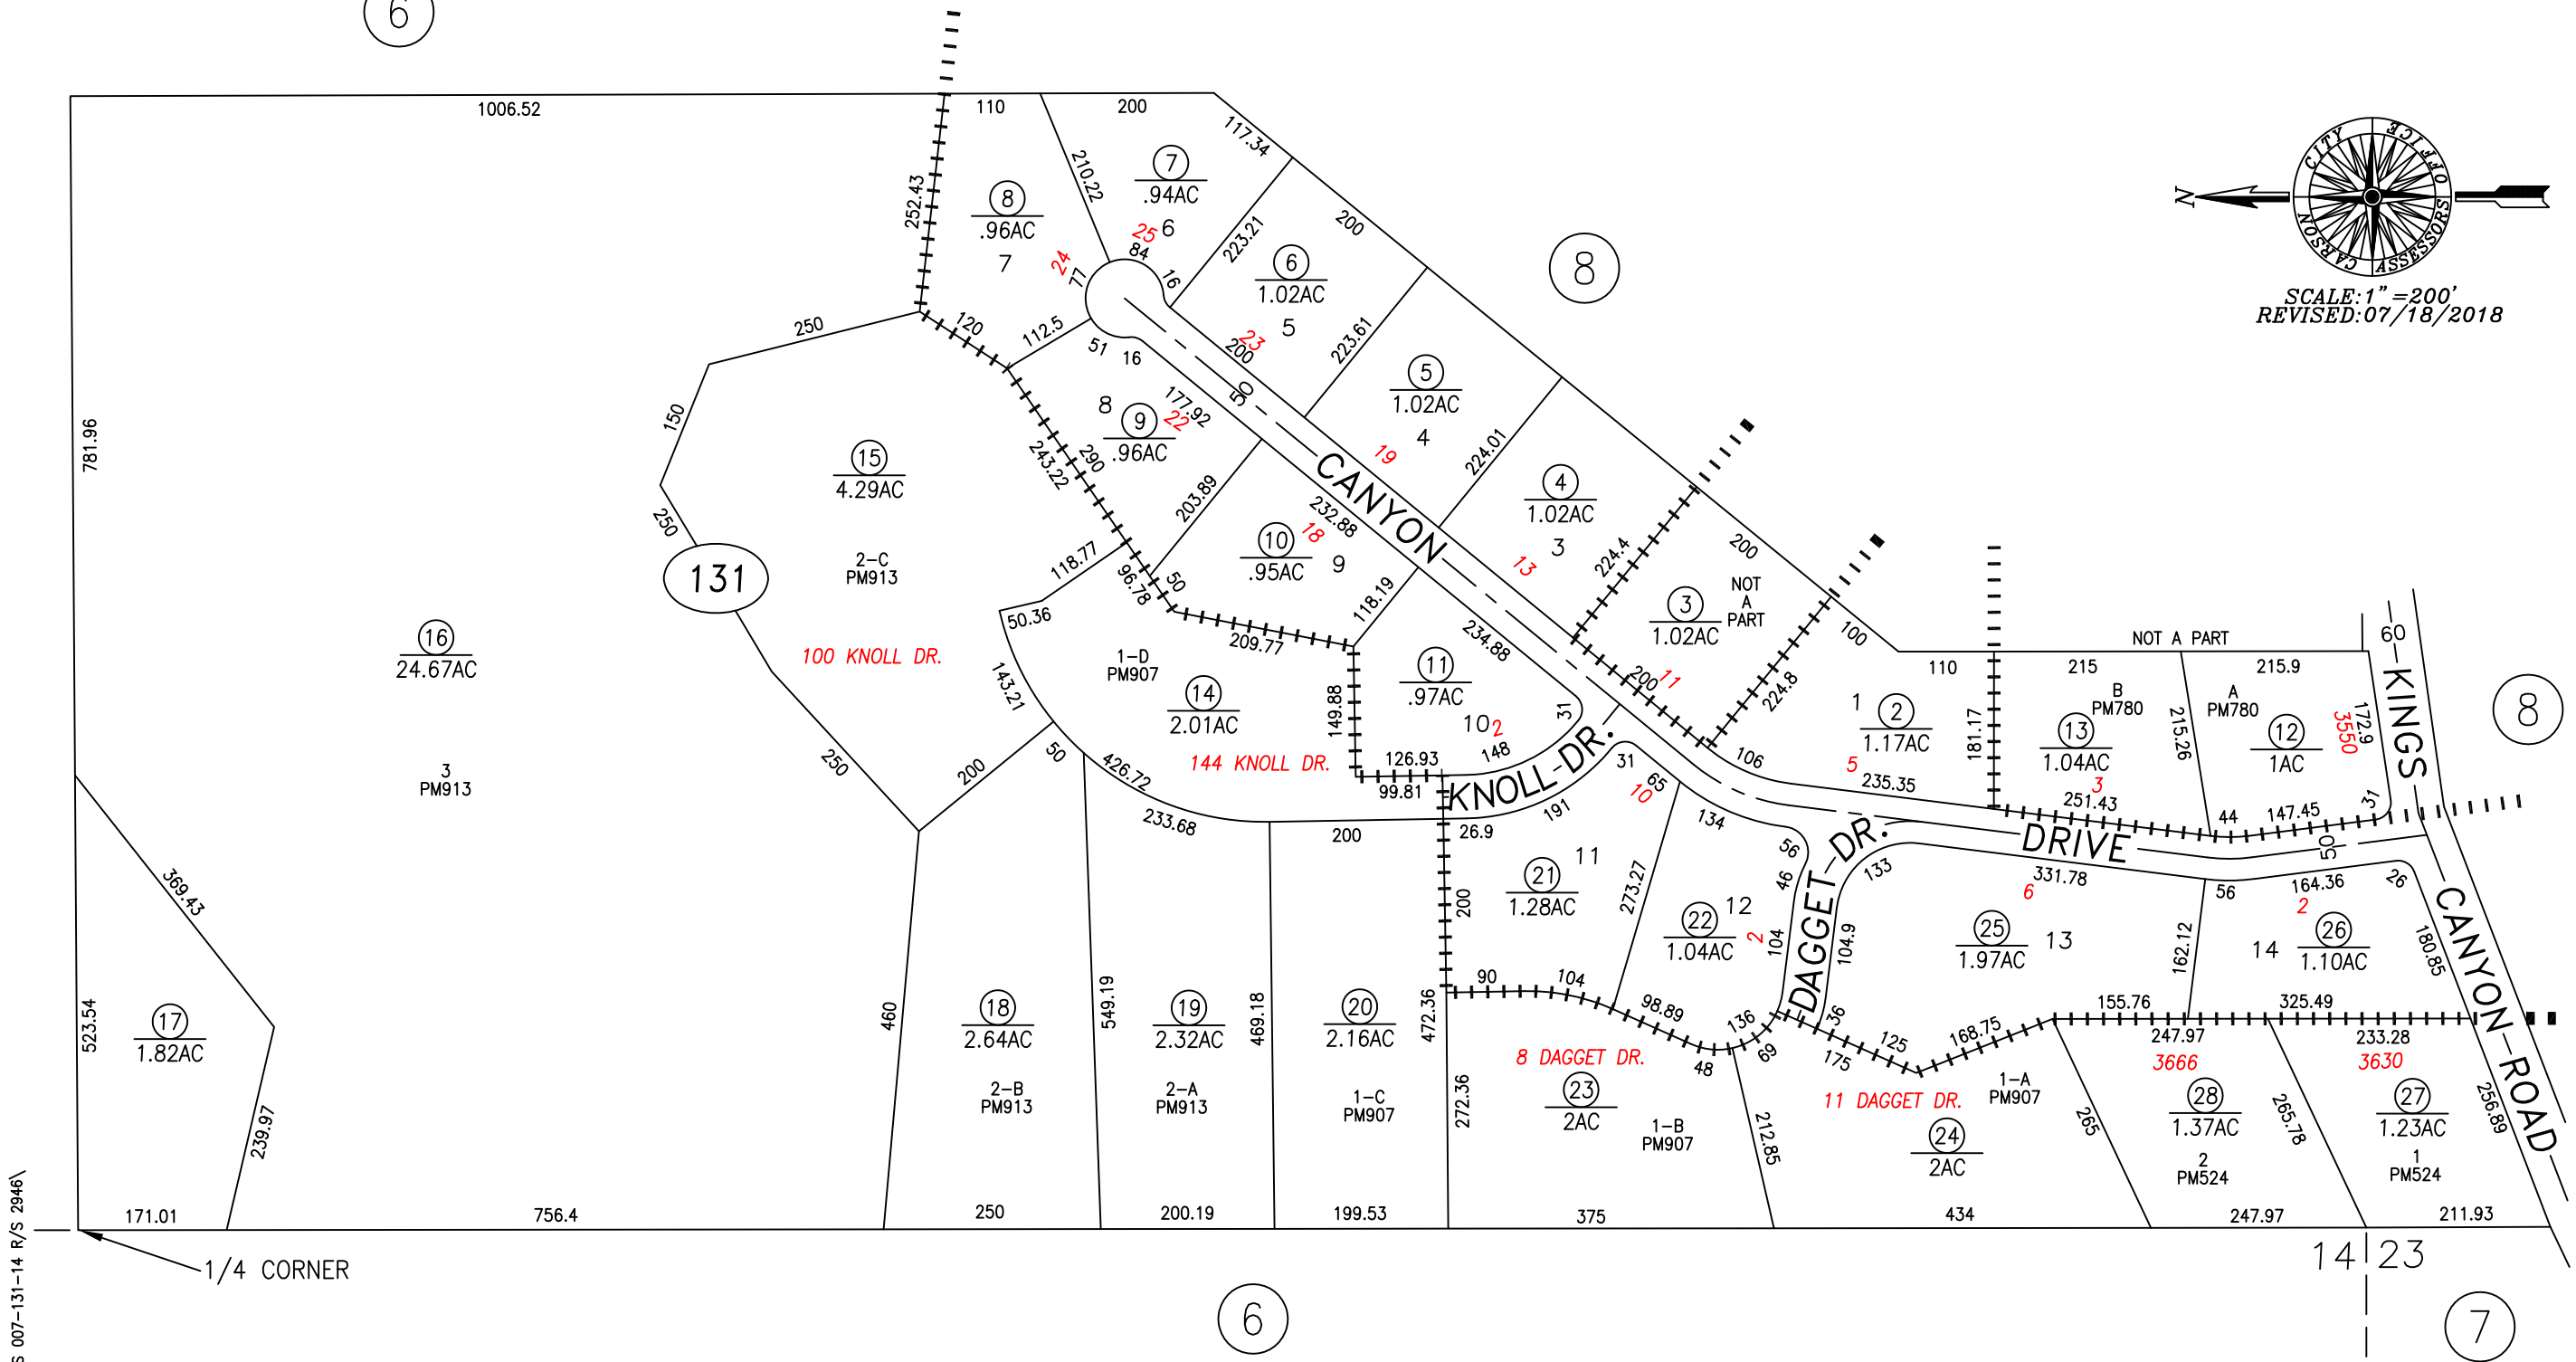 6
1006.52
110
200
117.34
CARSON CITY ASSESSORS OFFICE
N
SCALE:1"=200'
REVISED:07/18/2018
781.96
252.43
210.22
8
.96AC
7
24
77
7
.94AC
6
25
84
16
223.21
200
6
1.02AC
5
23
200
8
250
120
112.5
51
16
50
223.61
5
1.02AC
4
19
150
250
15
4.29AC
2-C
PM913
100 KNOLL DR.
131
243.22
290
8
9
.96AC
177.92
22
203.89
224.01
4
1.02AC
3
13
224.4
200
232.88
18
10
.95AC
9
118.77
96.78
50
50.36
209.77
118.19
234.88
CANYON
3
1.02AC
NOT
A
PART
11
200
224.8
100
16
24.67AC
3
PM913
143.21
1-D
PM907
14
2.01AC
144 KNOLL DR.
149.88
11
.97AC
10
2
31
148
126.93
99.81
KNOLL DR.
NOT A PART
60
KINGS
110
215
215.9
1
2
1.17AC
5
106
235.35
181.17
B
PM780
13
1.04AC
3
251.43
215.26
A
PM780
12
1AC
172.9
3550
31
44
147.45
8
250
200
50
426.72
233.68
200
26.9
191
31
65
10
134
56
46
DAGGET DR.
133
DRIVE
50
331.78
6
56
164.36
2
26
369.43
523.54
17
1.82AC
239.97
460
18
2.64AC
2-B
PM913
549.19
19
2.32AC
2-A
PM913
469.18
20
2.16AC
1-C
PM907
472.36
200
21
1.28AC
11
273.27
12
22
1.04AC
2
104
104.9
25
1.97AC
13
162.12
14
26
1.10AC
180.85
CANYON ROAD
90
104
98.89
136
48
69
36
175
125
168.75
155.76
325.49
247.97
233.28
3666
3630
272.36
8 DAGGET DR.
23
2AC
1-B
PM907
212.85
11 DAGGET DR.
1-A
PM907
24
2AC
265
28
1.37AC
2
PM524
265.78
27
1.23AC
1
PM524
256.89
171.01
756.4
250
200.19
199.53
375
434
247.97
211.93
1/4 CORNER
14
23
6
7
S 007-131-14 R/S 2946\